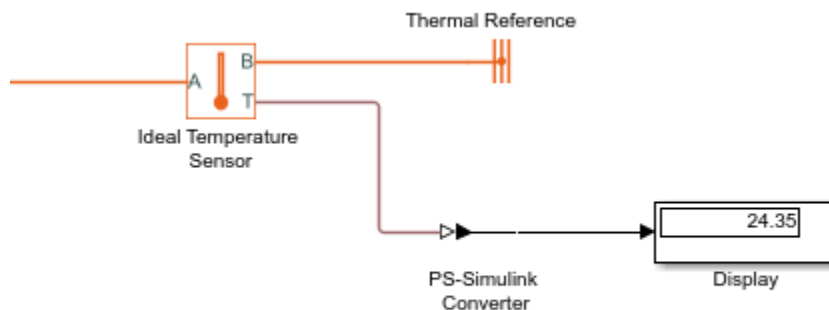 Thermal Reference
A
B
T
Ideal Temperature
Sensor
24.35
PS-Simulink
Converter
Display